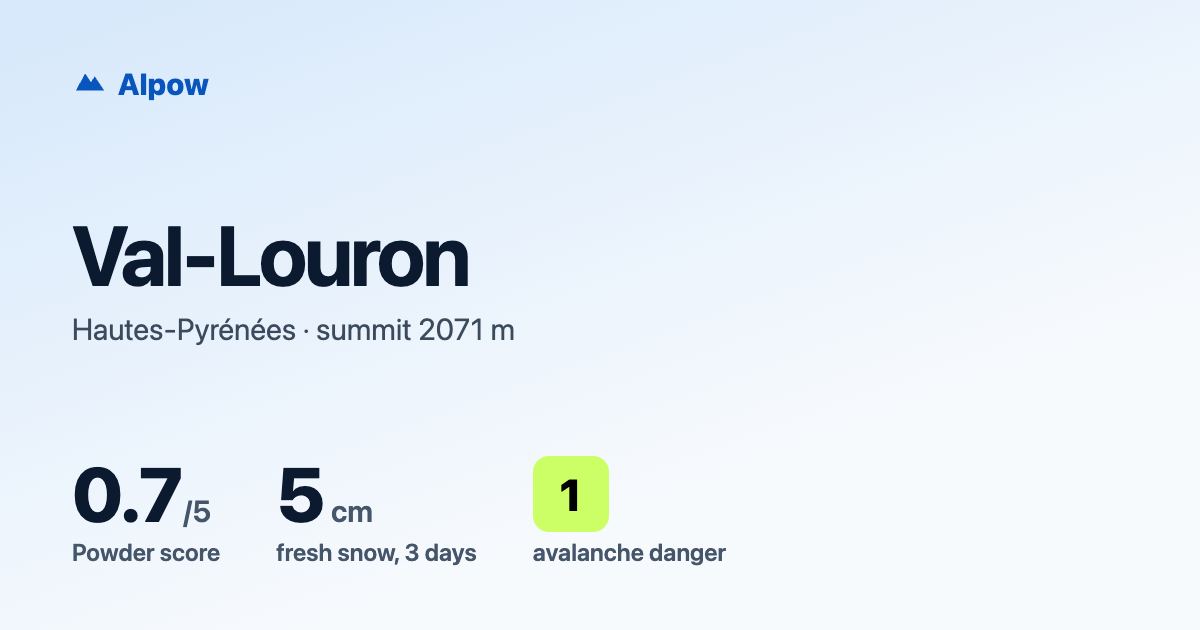 Alpow
Val-Louron
Hautes-Pyrénées · summit 2071 m
0.7/5
Powder score
5 cm
fresh snow, 3 days
1
avalanche danger